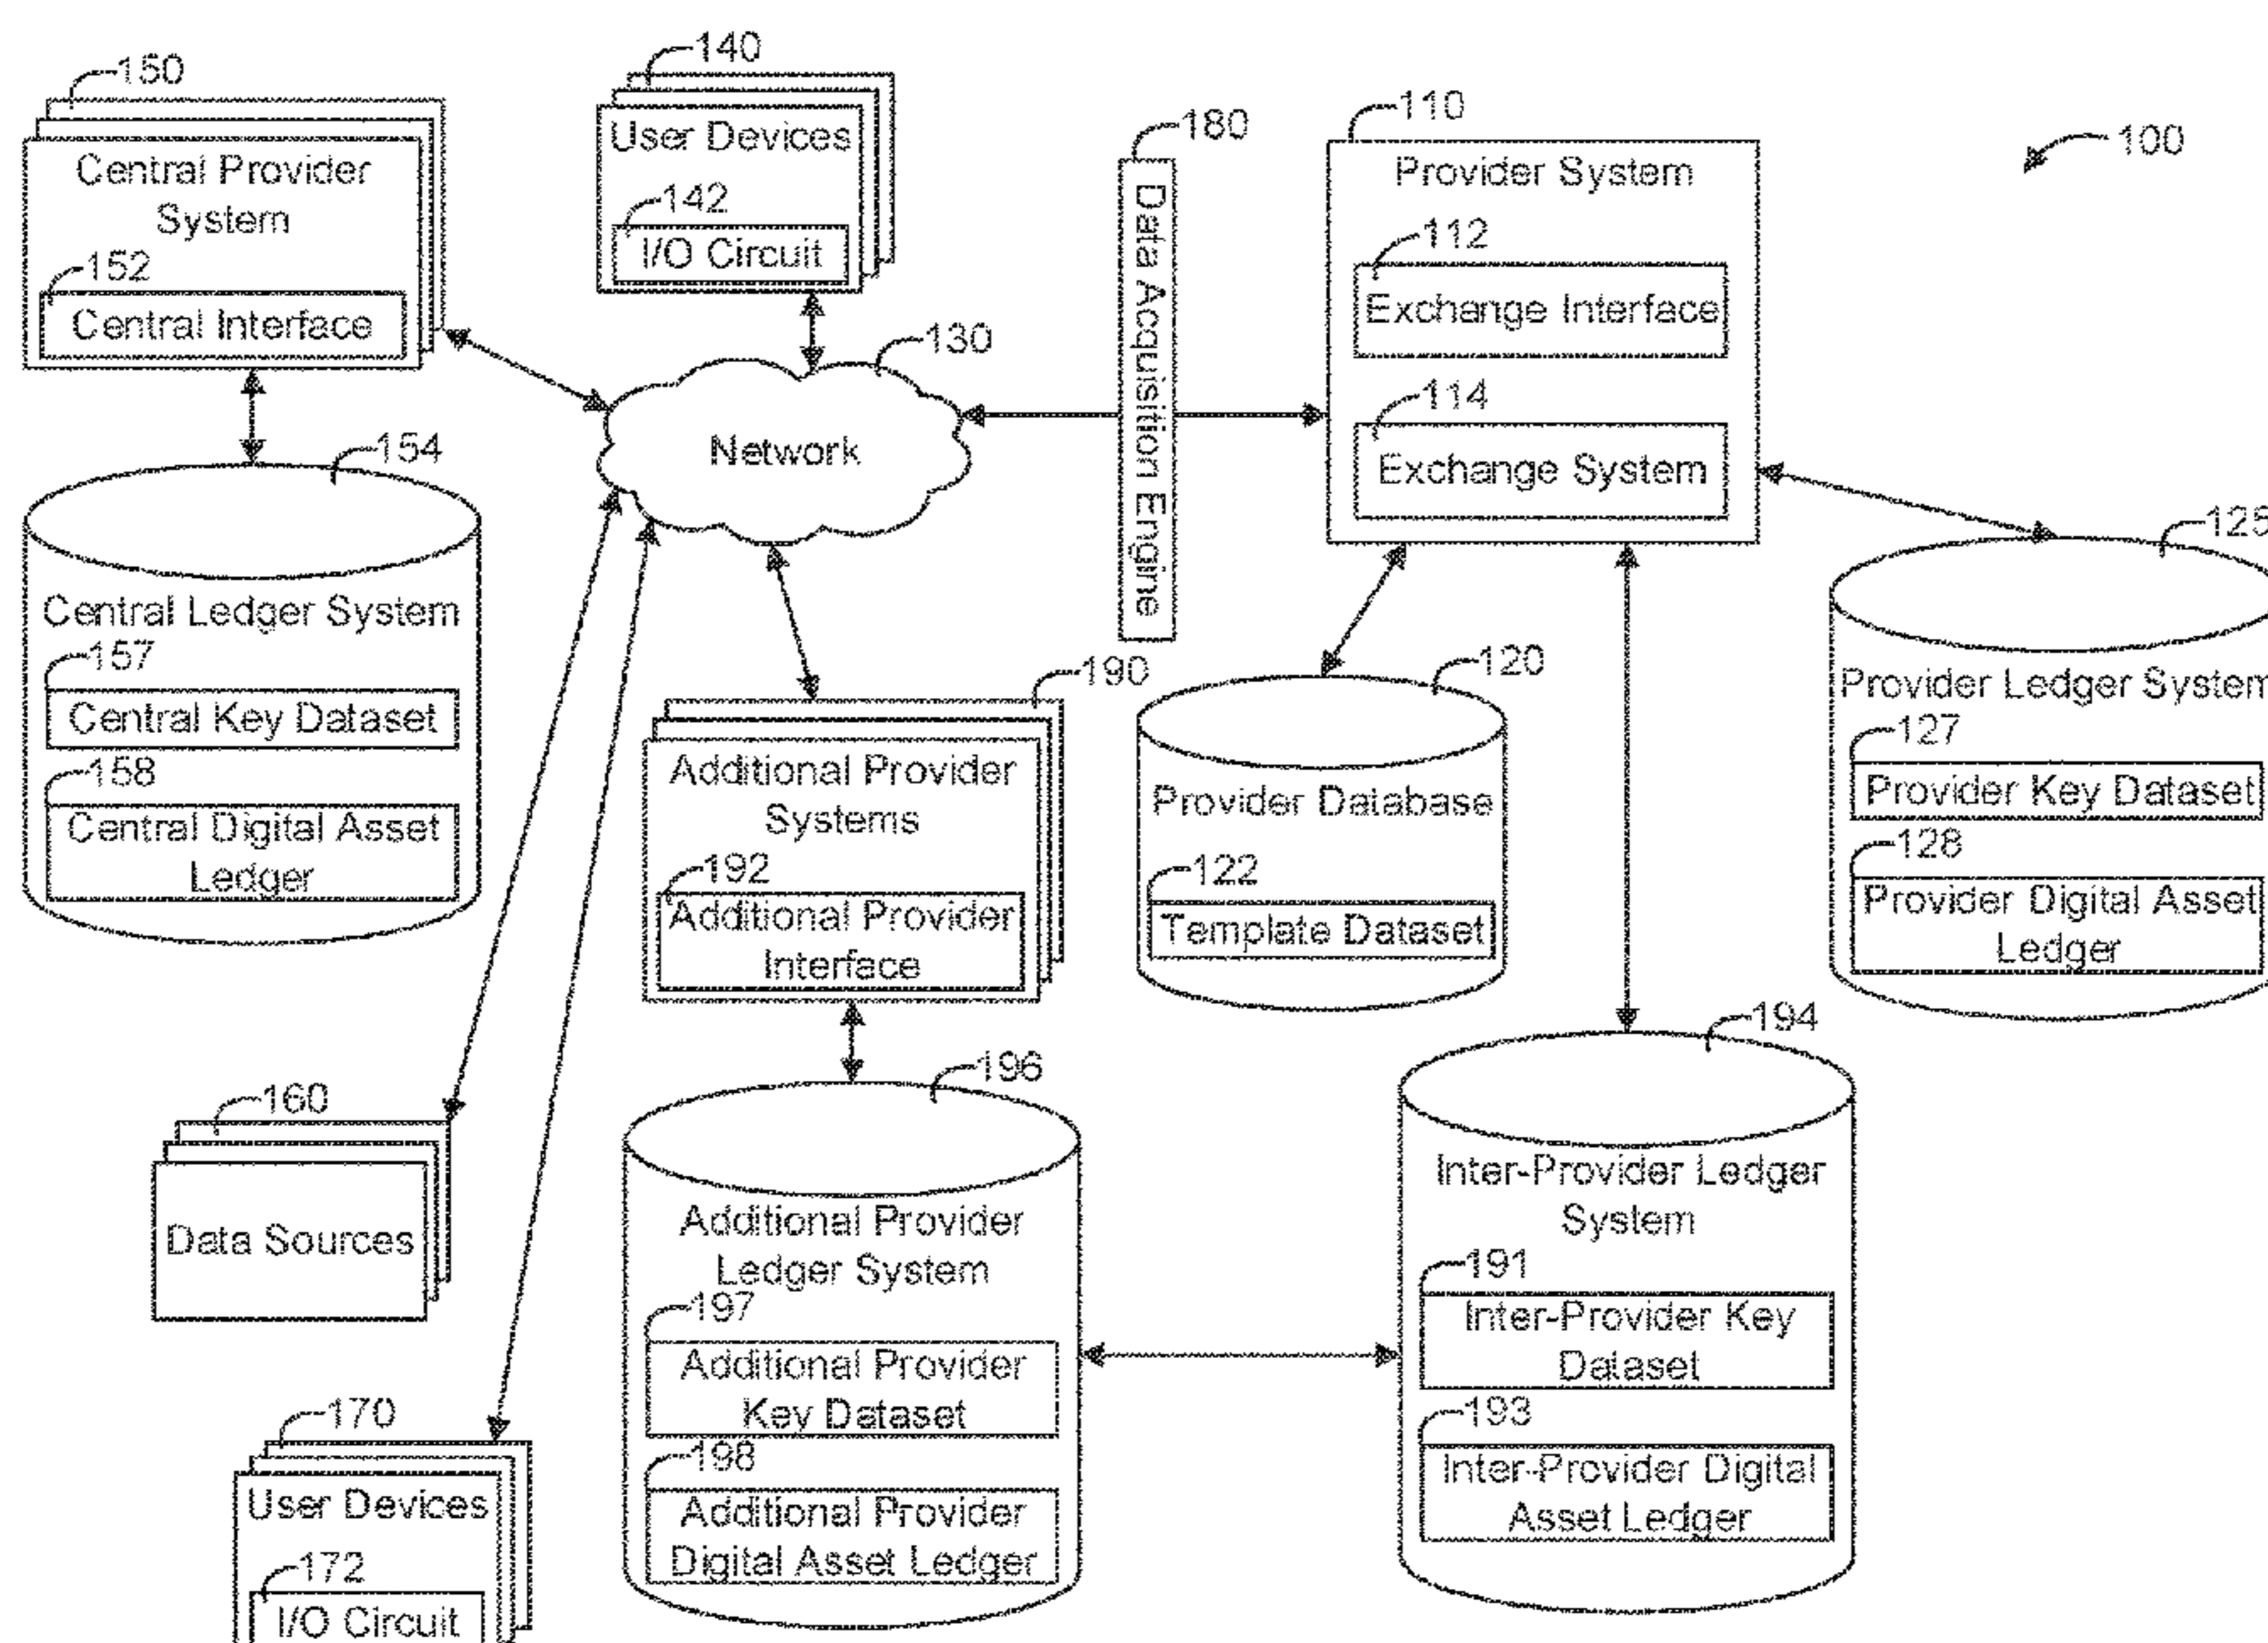 150
Central Provider
System
152
Central Interface
140
User Devices
142
I/O Circuit
180
Data Acquisition Engine
110
Provider System
112
Exchange Interface
114
Exchange System
100
130
Network
154
Central Ledger System
157
Central Key Dataset
158
Central Digital Asset
Ledger
190
Additional Provider
Systems
192
Additional Provider
Interface
120
Provider Database
122
Template Dataset
125
Provider Ledger System
127
Provider Key Dataset
128
Provider Digital Asset
Ledger
160
Data Sources
196
Additional Provider
Ledger System
197
Additional Provider
Key Dataset
198
Additional Provider
Digital Asset Ledger
194
Inter-Provider Ledger
System
191
Inter-Provider Key
Dataset
193
Inter-Provider Digital
Asset Ledger
170
User Devices
172
I/O Circuit